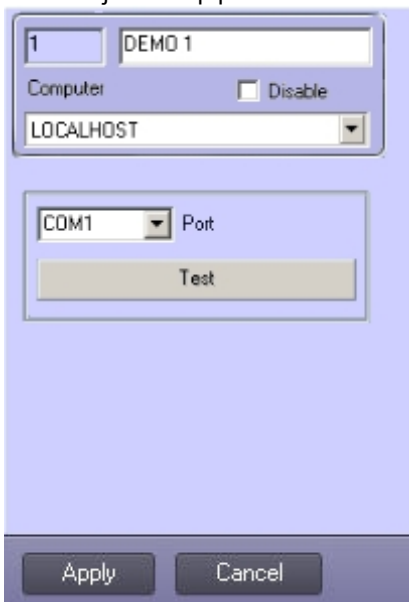 1 DEMO 1
Computer Disable
LOCALHOST
COM1 Port
Test
Apply Cancel